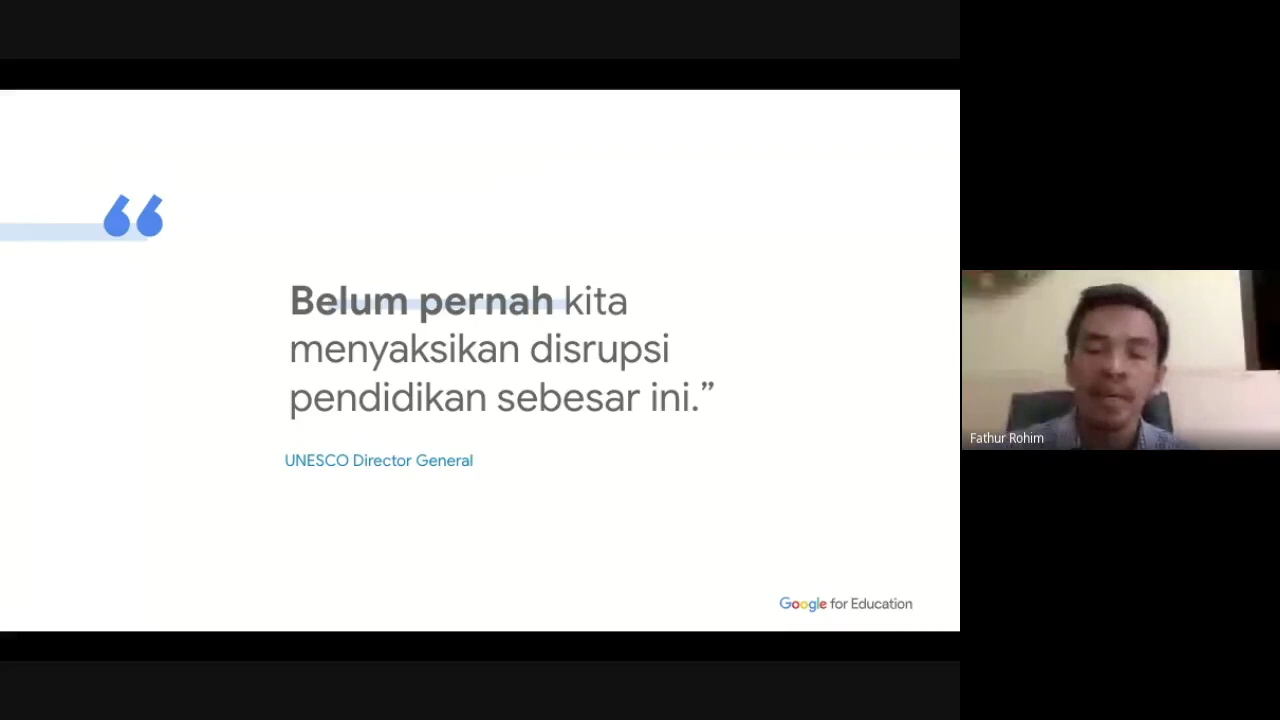 “
Belum pernah kita
menyaksikan disrupsi
pendidikan sebesar ini.”
UNESCO Director General
Google for Education
Fathur Rohim